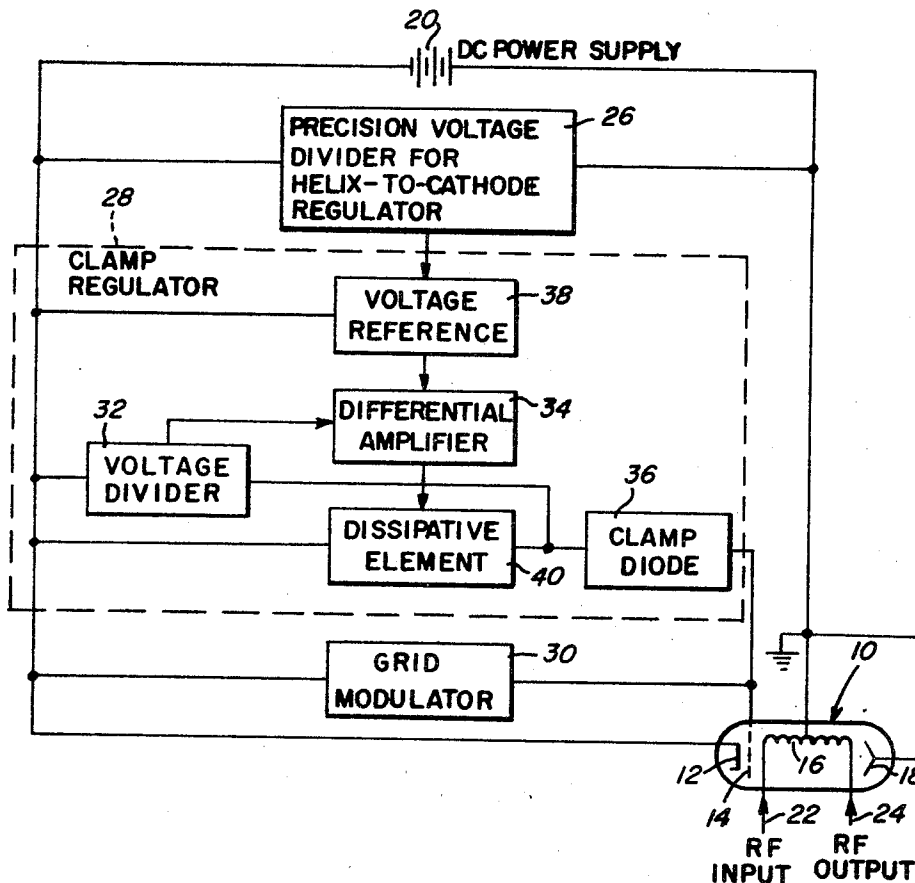 20
DC POWER SUPPLY
PRECISION VOLTAGE
DIVIDER FOR
HELIX-TO-CATHODE
REGULATOR
26
28
CLAMP
REGULATOR
VOLTAGE
REFERENCE
38
DIFFERENTIAL
AMPLIFIER
34
32
VOLTAGE
DIVIDER
36
CLAMP
DIODE
DISSIPATIVE
ELEMENT
40
GRID
MODULATOR
30
10
12
16
18
14
22
24
RF
INPUT
RF
OUTPUT